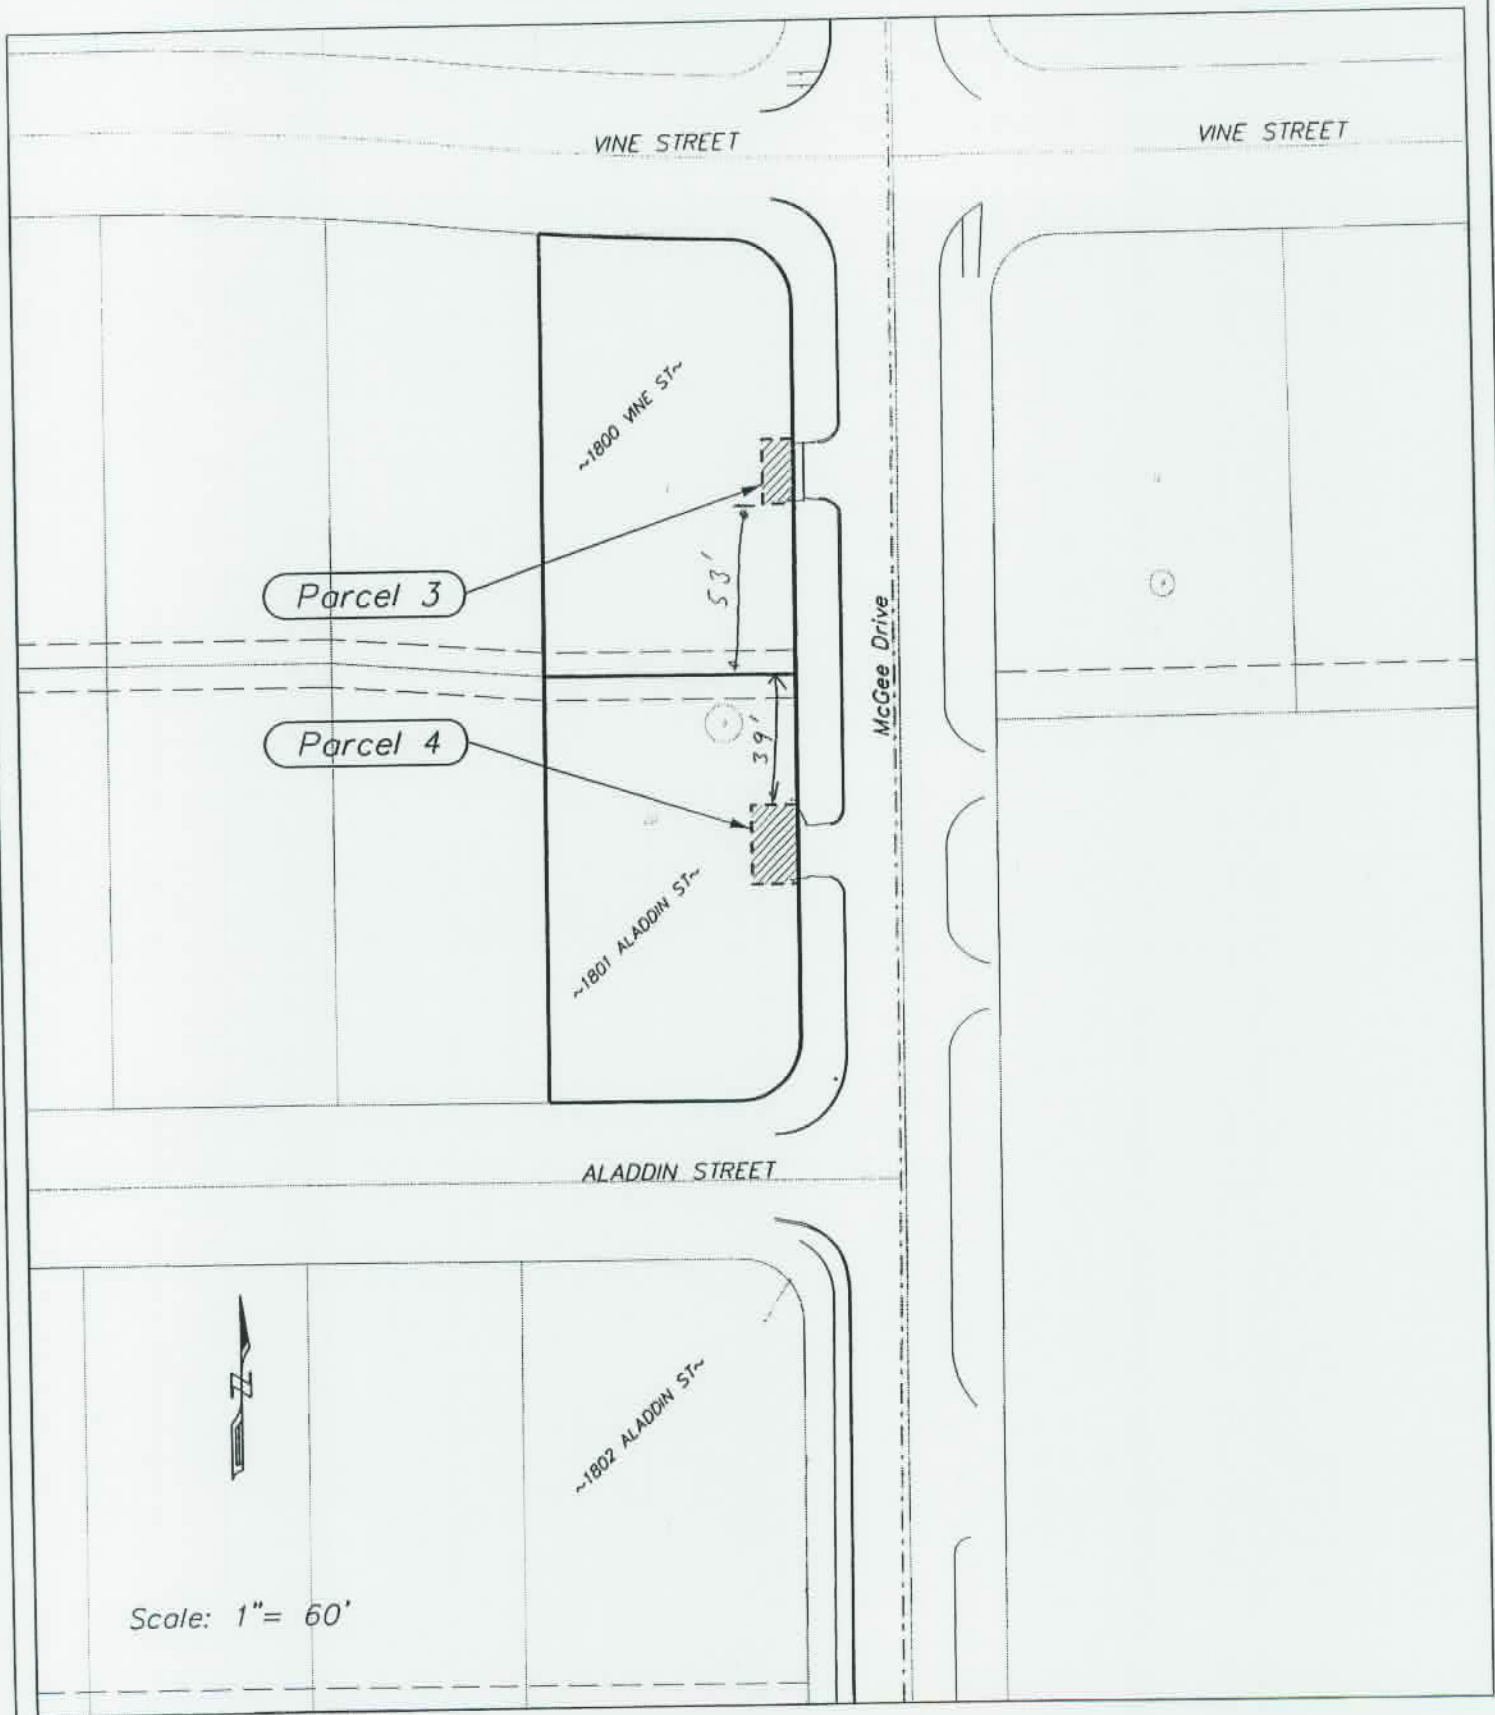 VINE STREET
VINE STREET
~1800 VINE ST~
Parcel 3
53'
McGee Drive
Parcel 4
39'
~1801 ALADDIN ST~
ALADDIN STREET
N
~1802 ALADDIN ST~
Scale: 1"= 60'